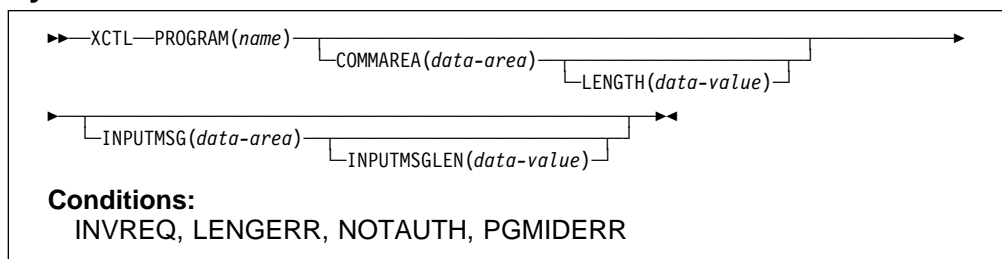 XCTL PROGRAM(name)
COMMAREA(data-area)
LENGTH(data-value)
INPUTMSG(data-area)
INPUTMSGLEN(data-value)
Conditions:
INVREQ, LENGERR, NOTAUTH, PGMIDERR